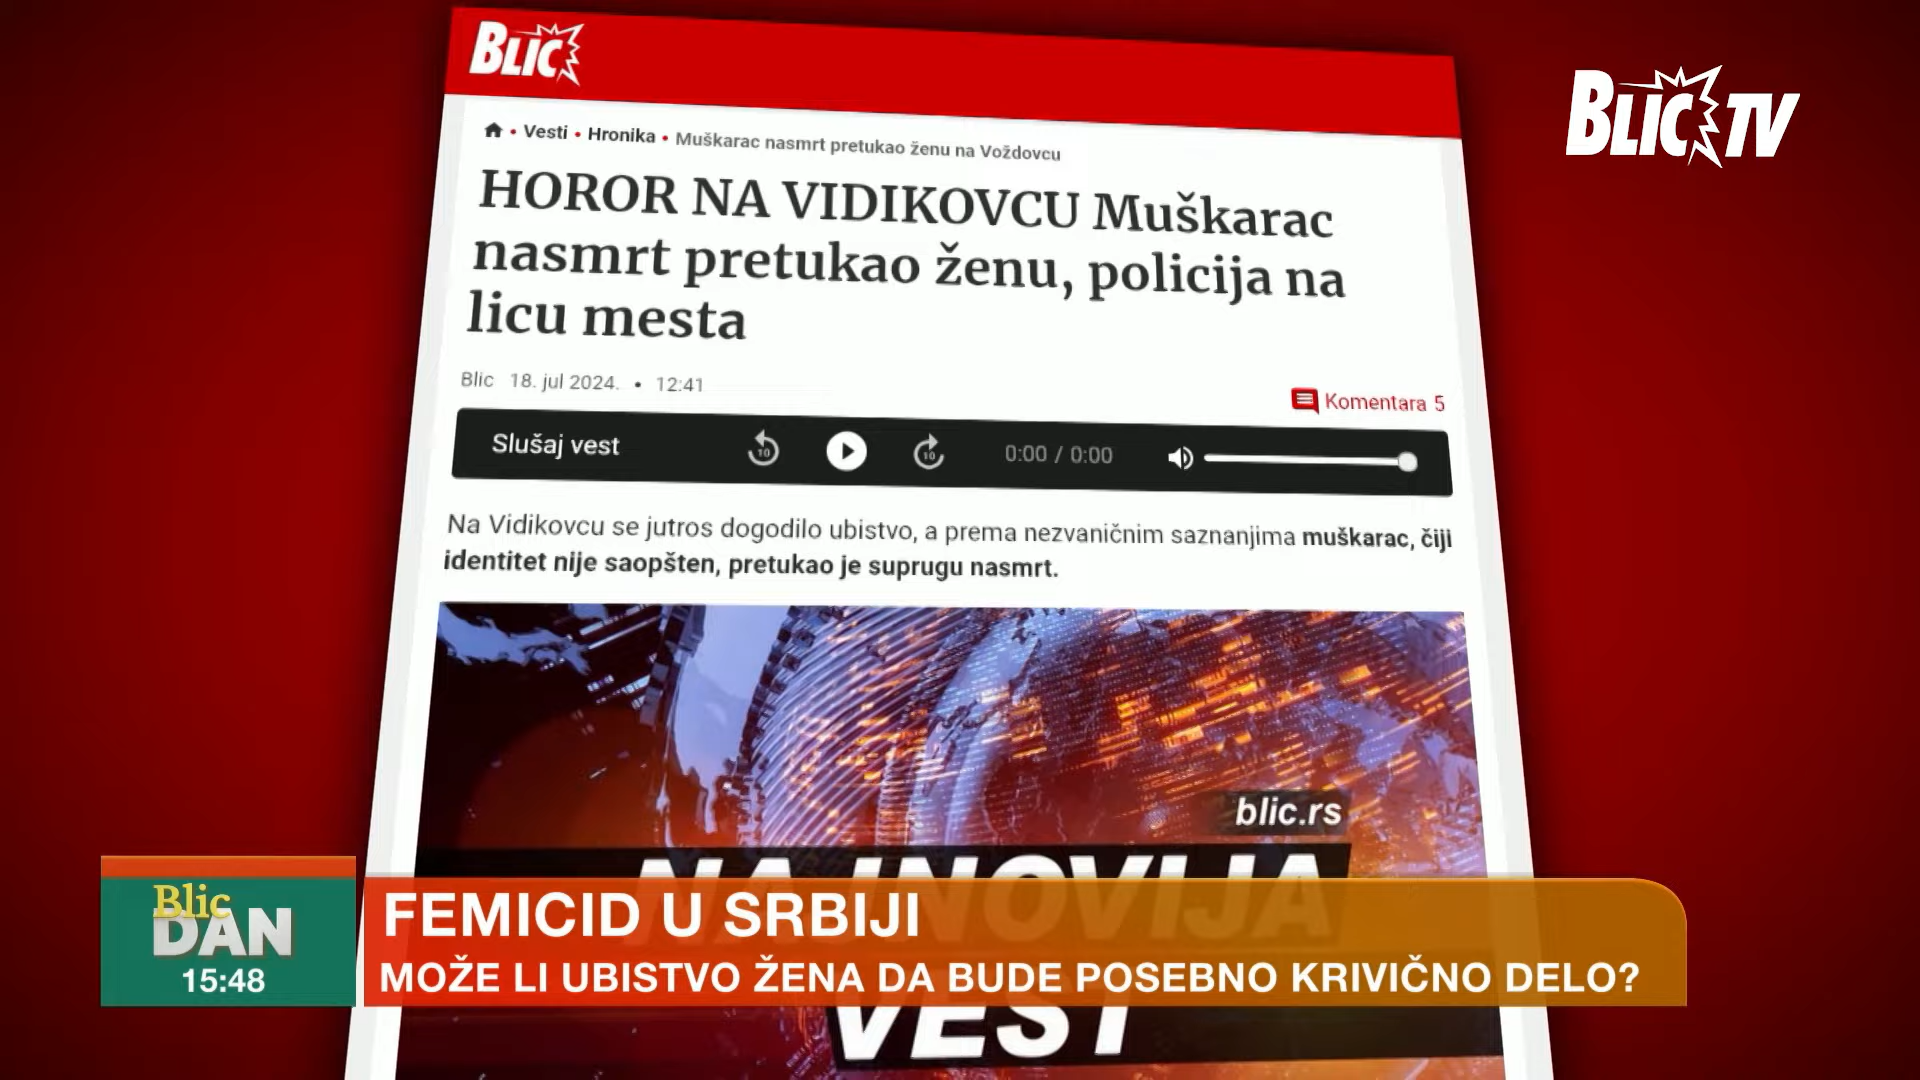 BLIC
BLIC TV
Vesti • Hronika • Muškarac nasmrt pretukao ženu na Voždovcu
HOROR NA VIDIKOVCU Muškarac
nasmrt pretukao ženu, policija na
licu mesta
Blic 18. jul 2024. • 12:41
Komentara 5
Slušaj vest
10
10
0:00 / 0:00
Na Vidikovcu se jutros dogodilo ubistvo, a prema nezvaničnim saznanjima muškarac, čiji
identitet nije saopšten, pretukao je suprugu nasmrt.
blic.rs
NAJNOVIJA
VEST
Blic
DAN
15:48
FEMICID U SRBIJI
MOŽE LI UBISTVO ŽENA DA BUDE POSEBNO KRIVIČNO DELO?